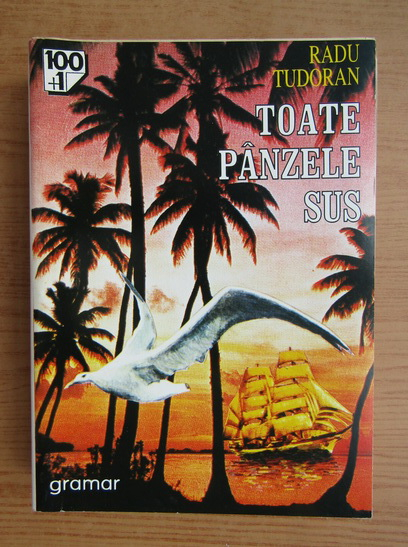 100
+1
RADU
TUDORAN
TOATE
PÂNZELE
SUS
gramar